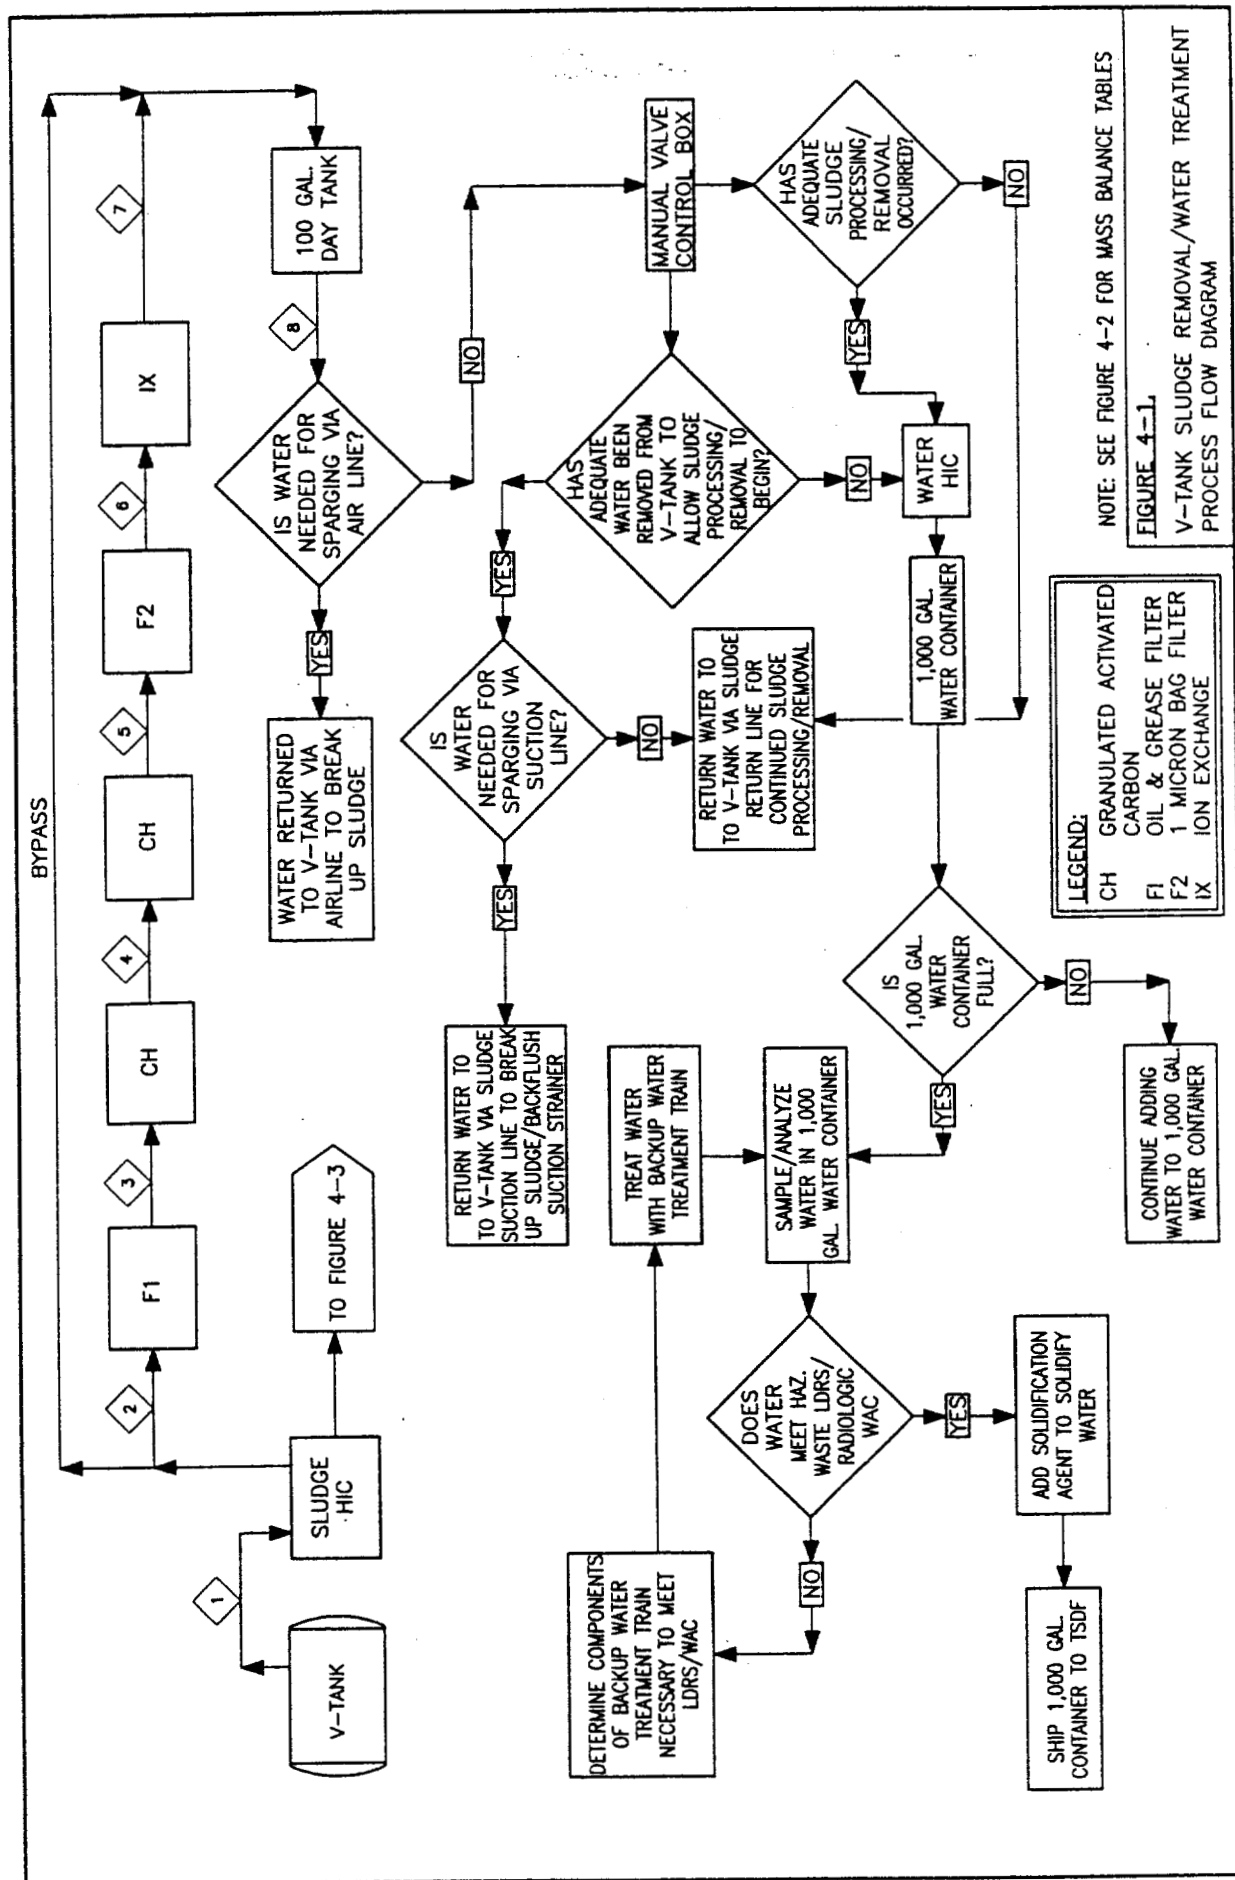 BYPASS
1
2
3
4
5
6
7
8
V-TANK
SLUDGE
HIC
TO FIGURE 4-3
F1
CH
CH
F2
IX
100 GAL.
DAY TANK
IS WATER
NEEDED FOR
SPARGING VIA
AIR LINE?
YES
NO
WATER RETURNED
TO V-TANK VIA
AIRLINE TO BREAK
UP SLUDGE
MANUAL VALVE
CONTROL BOX
HAS
ADEQUATE
WATER BEEN
REMOVED FROM
V-TANK TO
ALLOW SLUDGE
PROCESSING/
REMOVAL TO
BEGIN?
YES
NO
HAS
ADEQUATE
SLUDGE
PROCESSING/
REMOVAL
OCCURRED?
YES
NO
IS
WATER
NEEDED FOR
SPARGING VIA
SUCTION
LINE?
YES
NO
RETURN WATER TO
TO V-TANK VIA SLUDGE
SUCTION LINE TO BREAK
UP SLUDGE/BACKFLUSH
SUCTION STRAINER
RETURN WATER TO
TO V-TANK VIA SLUDGE
RETURN LINE FOR
CONTINUED SLUDGE
PROCESSING/REMOVAL
WATER
HIC
1,000 GAL.
WATER CONTAINER
IS
1,000 GAL.
WATER
CONTAINER
FULL?
YES
NO
CONTINUE ADDING
WATER TO 1,000 GAL.
WATER CONTAINER
TREAT WATER
WITH BACKUP WATER
TREATMENT TRAIN
SAMPLE/ANALYZE
WATER IN 1,000
GAL. WATER CONTAINER
DOES
WATER
MEET HAZ.
WASTE LDRS/
RADIOLOGIC
WAC
YES
NO
DETERMINE COMPONENTS
OF BACKUP WATER
TREATMENT TRAIN
NECESSARY TO MEET
LDRS/WAC
ADD SOLIDIFICATION
AGENT TO SOLIDIFY
WATER
SHIP 1,000 GAL.
CONTAINER TO TSDF
LEGEND:
CH GRANULATED ACTIVATED
CARBON
F1 OIL & GREASE FILTER
F2 1 MICRON BAG FILTER
IX ION EXCHANGE
NOTE: SEE FIGURE 4-2 FOR MASS BALANCE TABLES
FIGURE 4-1.
V-TANK SLUDGE REMOVAL/WATER TREATMENT
PROCESS FLOW DIAGRAM